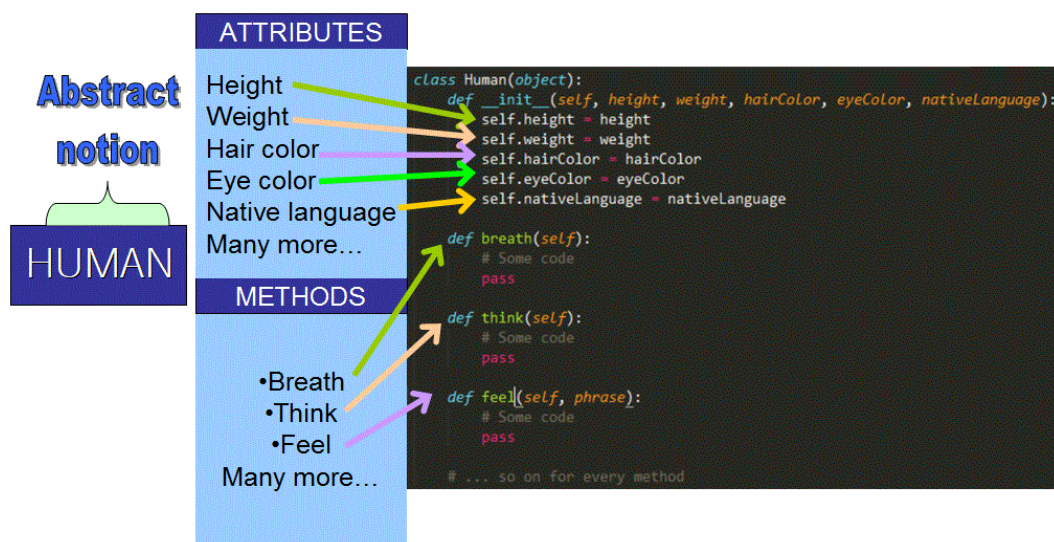 Abstract
notion
HUMAN
ATTRIBUTES
Height
Weight
Hair color
Eye color
Native language
Many more…
METHODS
•Breath
•Think
•Feel
Many more…
class Human(object):
    def __init__(self, height, weight, hairColor, eyeColor, nativeLanguage):
        self.height = height
        self.weight = weight
        self.hairColor = hairColor
        self.eyeColor = eyeColor
        self.nativeLanguage = nativeLanguage
    def breath(self):
        # Some code
        pass
    def think(self):
        # Some code
        pass
    def feel(self, phrase):
        # Some code
        pass
    # ... so on for every method